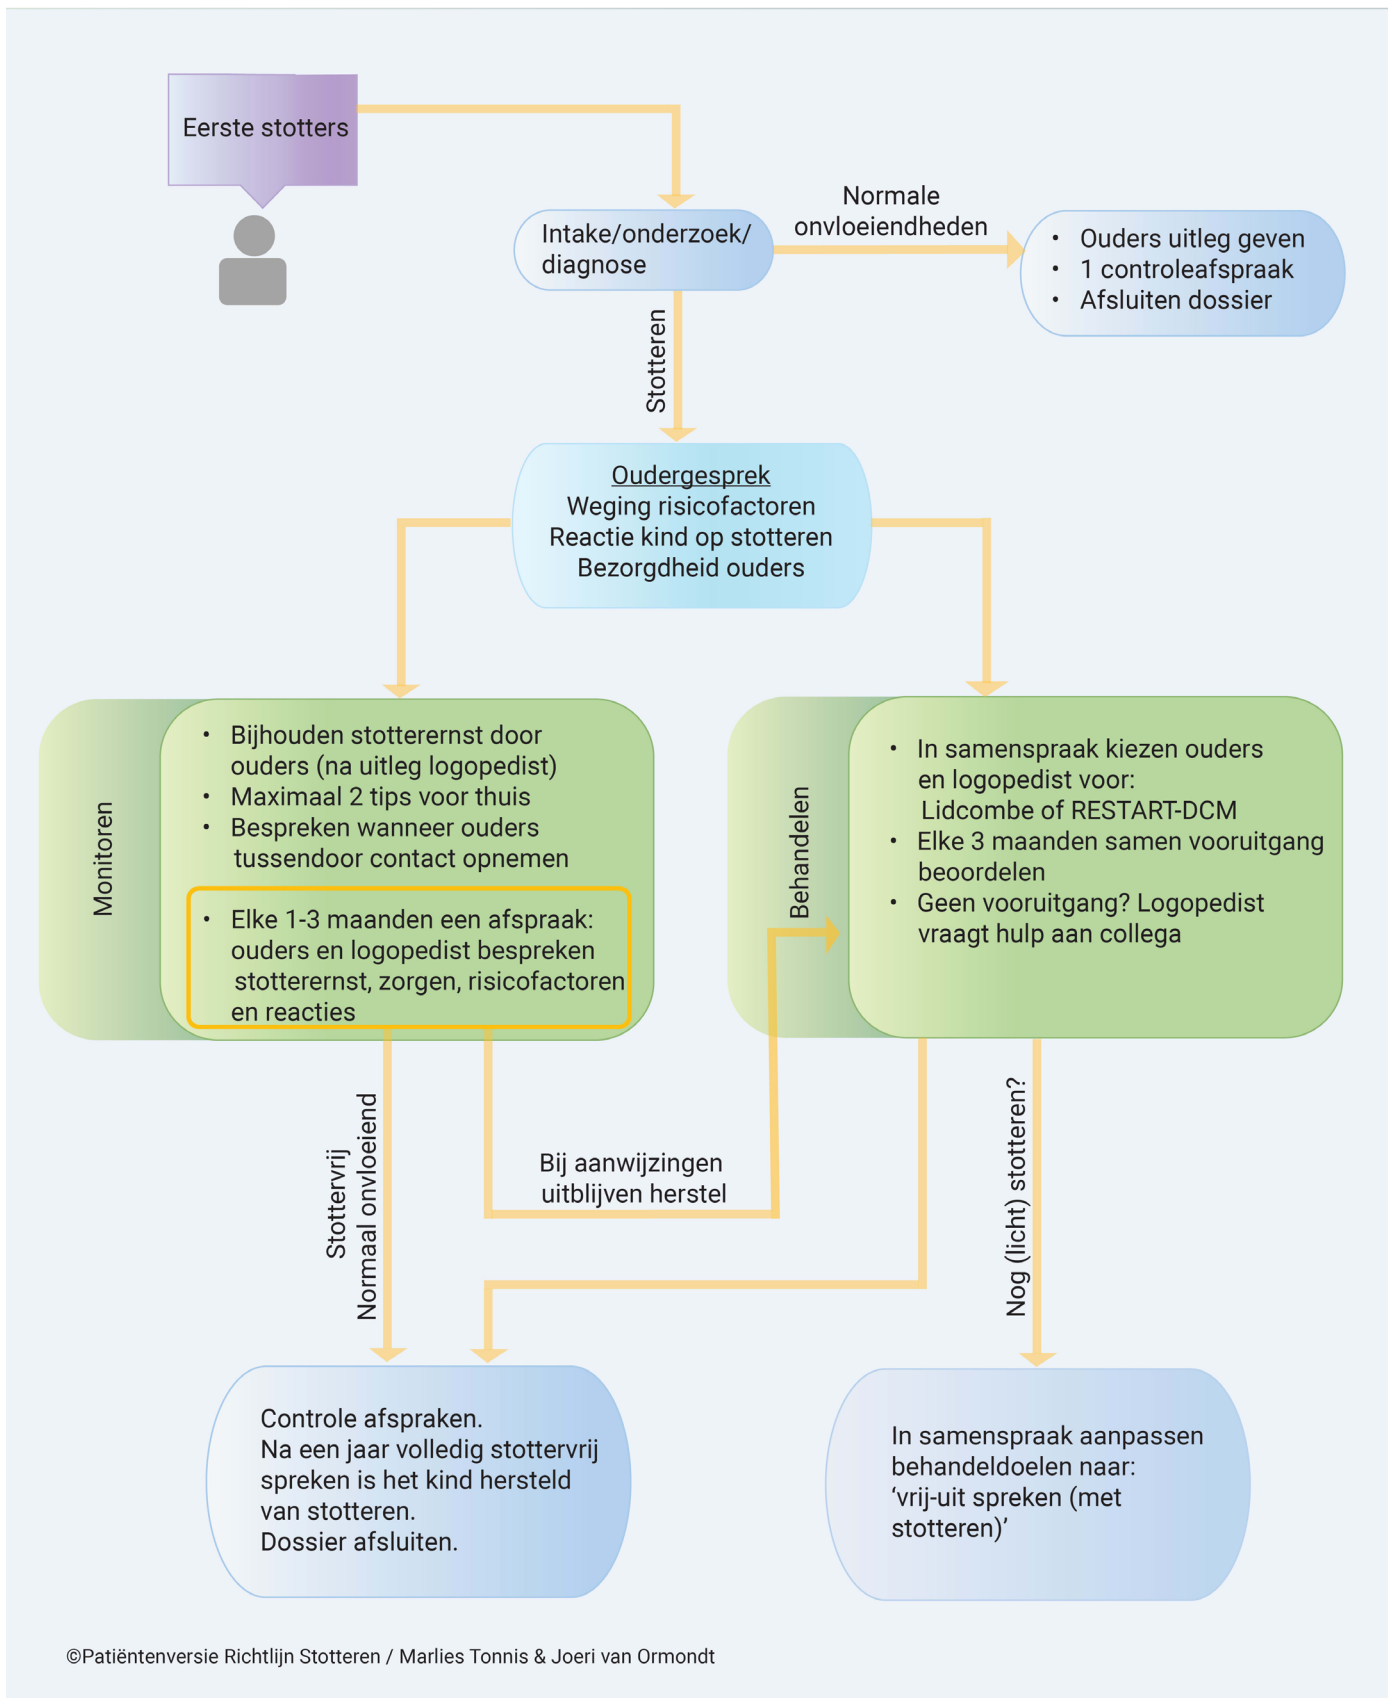 Eerste stotters
Normale
onvloeiendheden
Intake/onderzoek/
diagnose
• Ouders uitleg geven
• 1 controleafspraak
• Afsluiten dossier
Stotteren
Oudergesprek
Weging risicofactoren
Reactie kind op stotteren
Bezorgdheid ouders
Monitoren
• Bijhouden stotterernst door
ouders (na uitleg logopedist)
• Maximaal 2 tips voor thuis
• Bespreken wanneer ouders
tussendoor contact opnemen
• Elke 1-3 maanden een afspraak:
ouders en logopedist bespreken
stotterernst, zorgen, risicofactoren
en reacties
Behandelen
• In samenspraak kiezen ouders
en logopedist voor:
Lidcombe of RESTART-DCM
• Elke 3 maanden samen vooruitgang
beoordelen
• Geen vooruitgang? Logopedist
vraagt hulp aan collega
Stottervrij
Normaal onvloeiend
Bij aanwijzingen
uitblijven herstel
Nog (licht) stotteren?
Controle afspraken.
Na een jaar volledig stottervrij
spreken is het kind hersteld
van stotteren.
Dossier afsluiten.
In samenspraak aanpassen
behandeldoelen naar:
‘vrij-uit spreken (met
stotteren)’
©Patiëntenversie Richtlijn Stotteren / Marlies Tonnis & Joeri van Ormondt